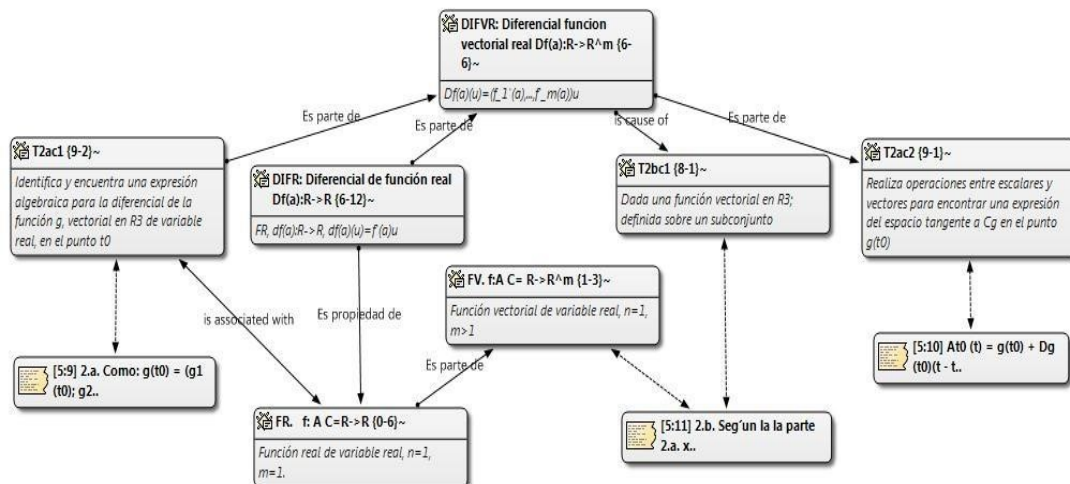 DIFVR: Diferencial funcion
vectorial real Df(a):R->R^m {6-
6}~
Df(a)(u)=(f_1´(a),...,f´_m(a))u
Es parte de
Es parte de
is cause of
Es parte de
T2ac1 {9-2}~
Identifica y encuentra una expresión
algebraica para la diferencial de la
función g, vectorial en R3 de variable
real, en el punto t0
DIFR: Diferencial de función real
Df(a):R->R {6-12}~
FR, df(a):R->R, df(a)(u)=f´(a)u
T2bc1 {8-1}~
Dada una función vectorial en R3;
definida sobre un subconjunto
T2ac2 {9-1}~
Realiza operaciones entre escalares y
vectores para encontrar una expresión
del espacio tangente a Cg en el punto
g(t0)
FV. f:A C= R->R^m {1-3}~
Función vectorial de variable real, n=1,
m>1
is associated with
Es propiedad de
Es parte de
[5:9] 2.a. Como: g(t0) = (g1
(t0); g2..
[5:10] At0 (t) = g(t0) + Dg
(t0)(t - t..
FR. f: A C=R->R {0-6}~
Función real de variable real, n=1,
m=1.
[5:11] 2.b. Seg´un la la parte
2.a. x..